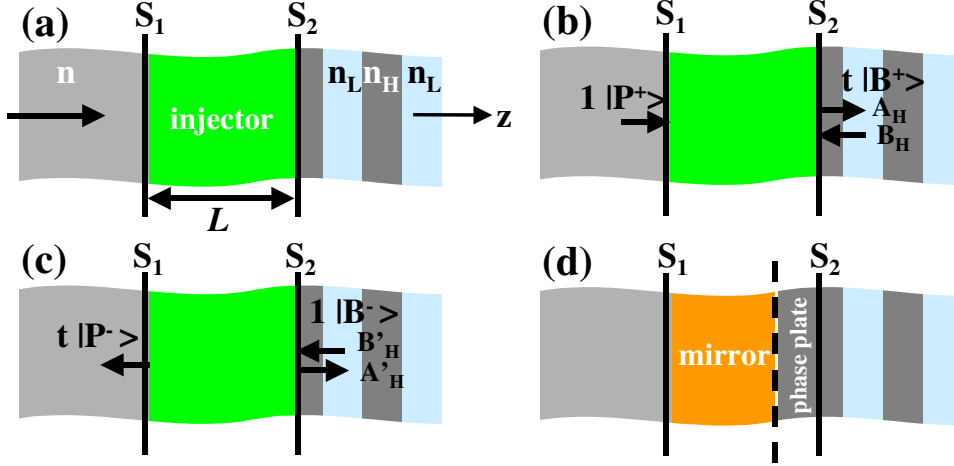 (a)
S1
S2
n
injector
nL
nH
nL
z
L
(b)
S1
S2
1 |P+>
t |B+>
AH
BH
(c)
S1
S2
t |P->
1 |B->
B'H
A'H
(d)
S1
S2
mirror
phase plate